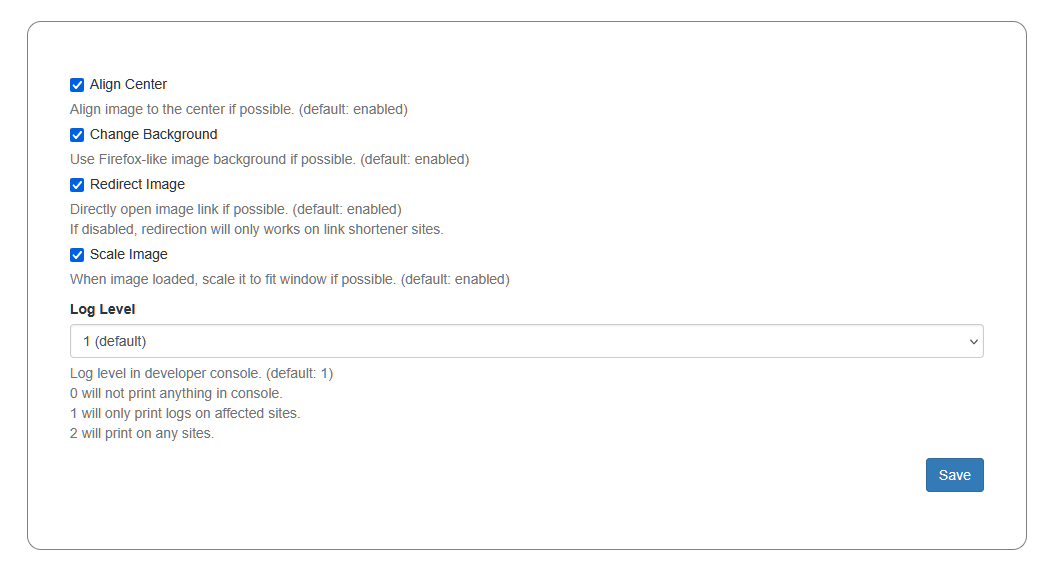 Align Center
Align image to the center if possible. (default: enabled)
Change Background
Use Firefox-like image background if possible. (default: enabled)
Redirect Image
Directly open image link if possible. (default: enabled)
If disabled, redirection will only works on link shortener sites.
Scale Image
When image loaded, scale it to fit window if possible. (default: enabled)
Log Level
1 (default)
Log level in developer console. (default: 1)
0 will not print anything in console.
1 will only print logs on affected sites.
2 will print on any sites.
Save